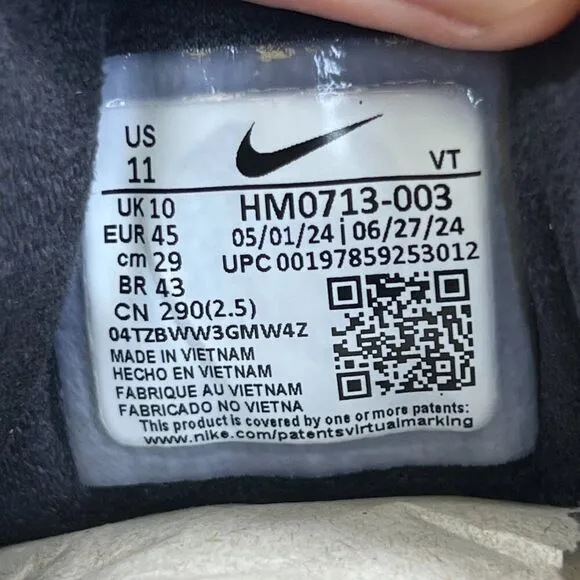 US
11
VT
UK 10
HM0713-003
EUR 45
05/01/24 | 06/27/24
cm 29
UPC 00197859253012
BR 43
CN 290(2.5)
04TZBWW3GMW4Z
MADE IN VIETNAM
HECHO EN VIETNAM
FABRIQUE AU VIETNAM
FABRICADO NO VIETNA
This product is covered by one or more patents:
www.nike.com/patentsvirtualmarking